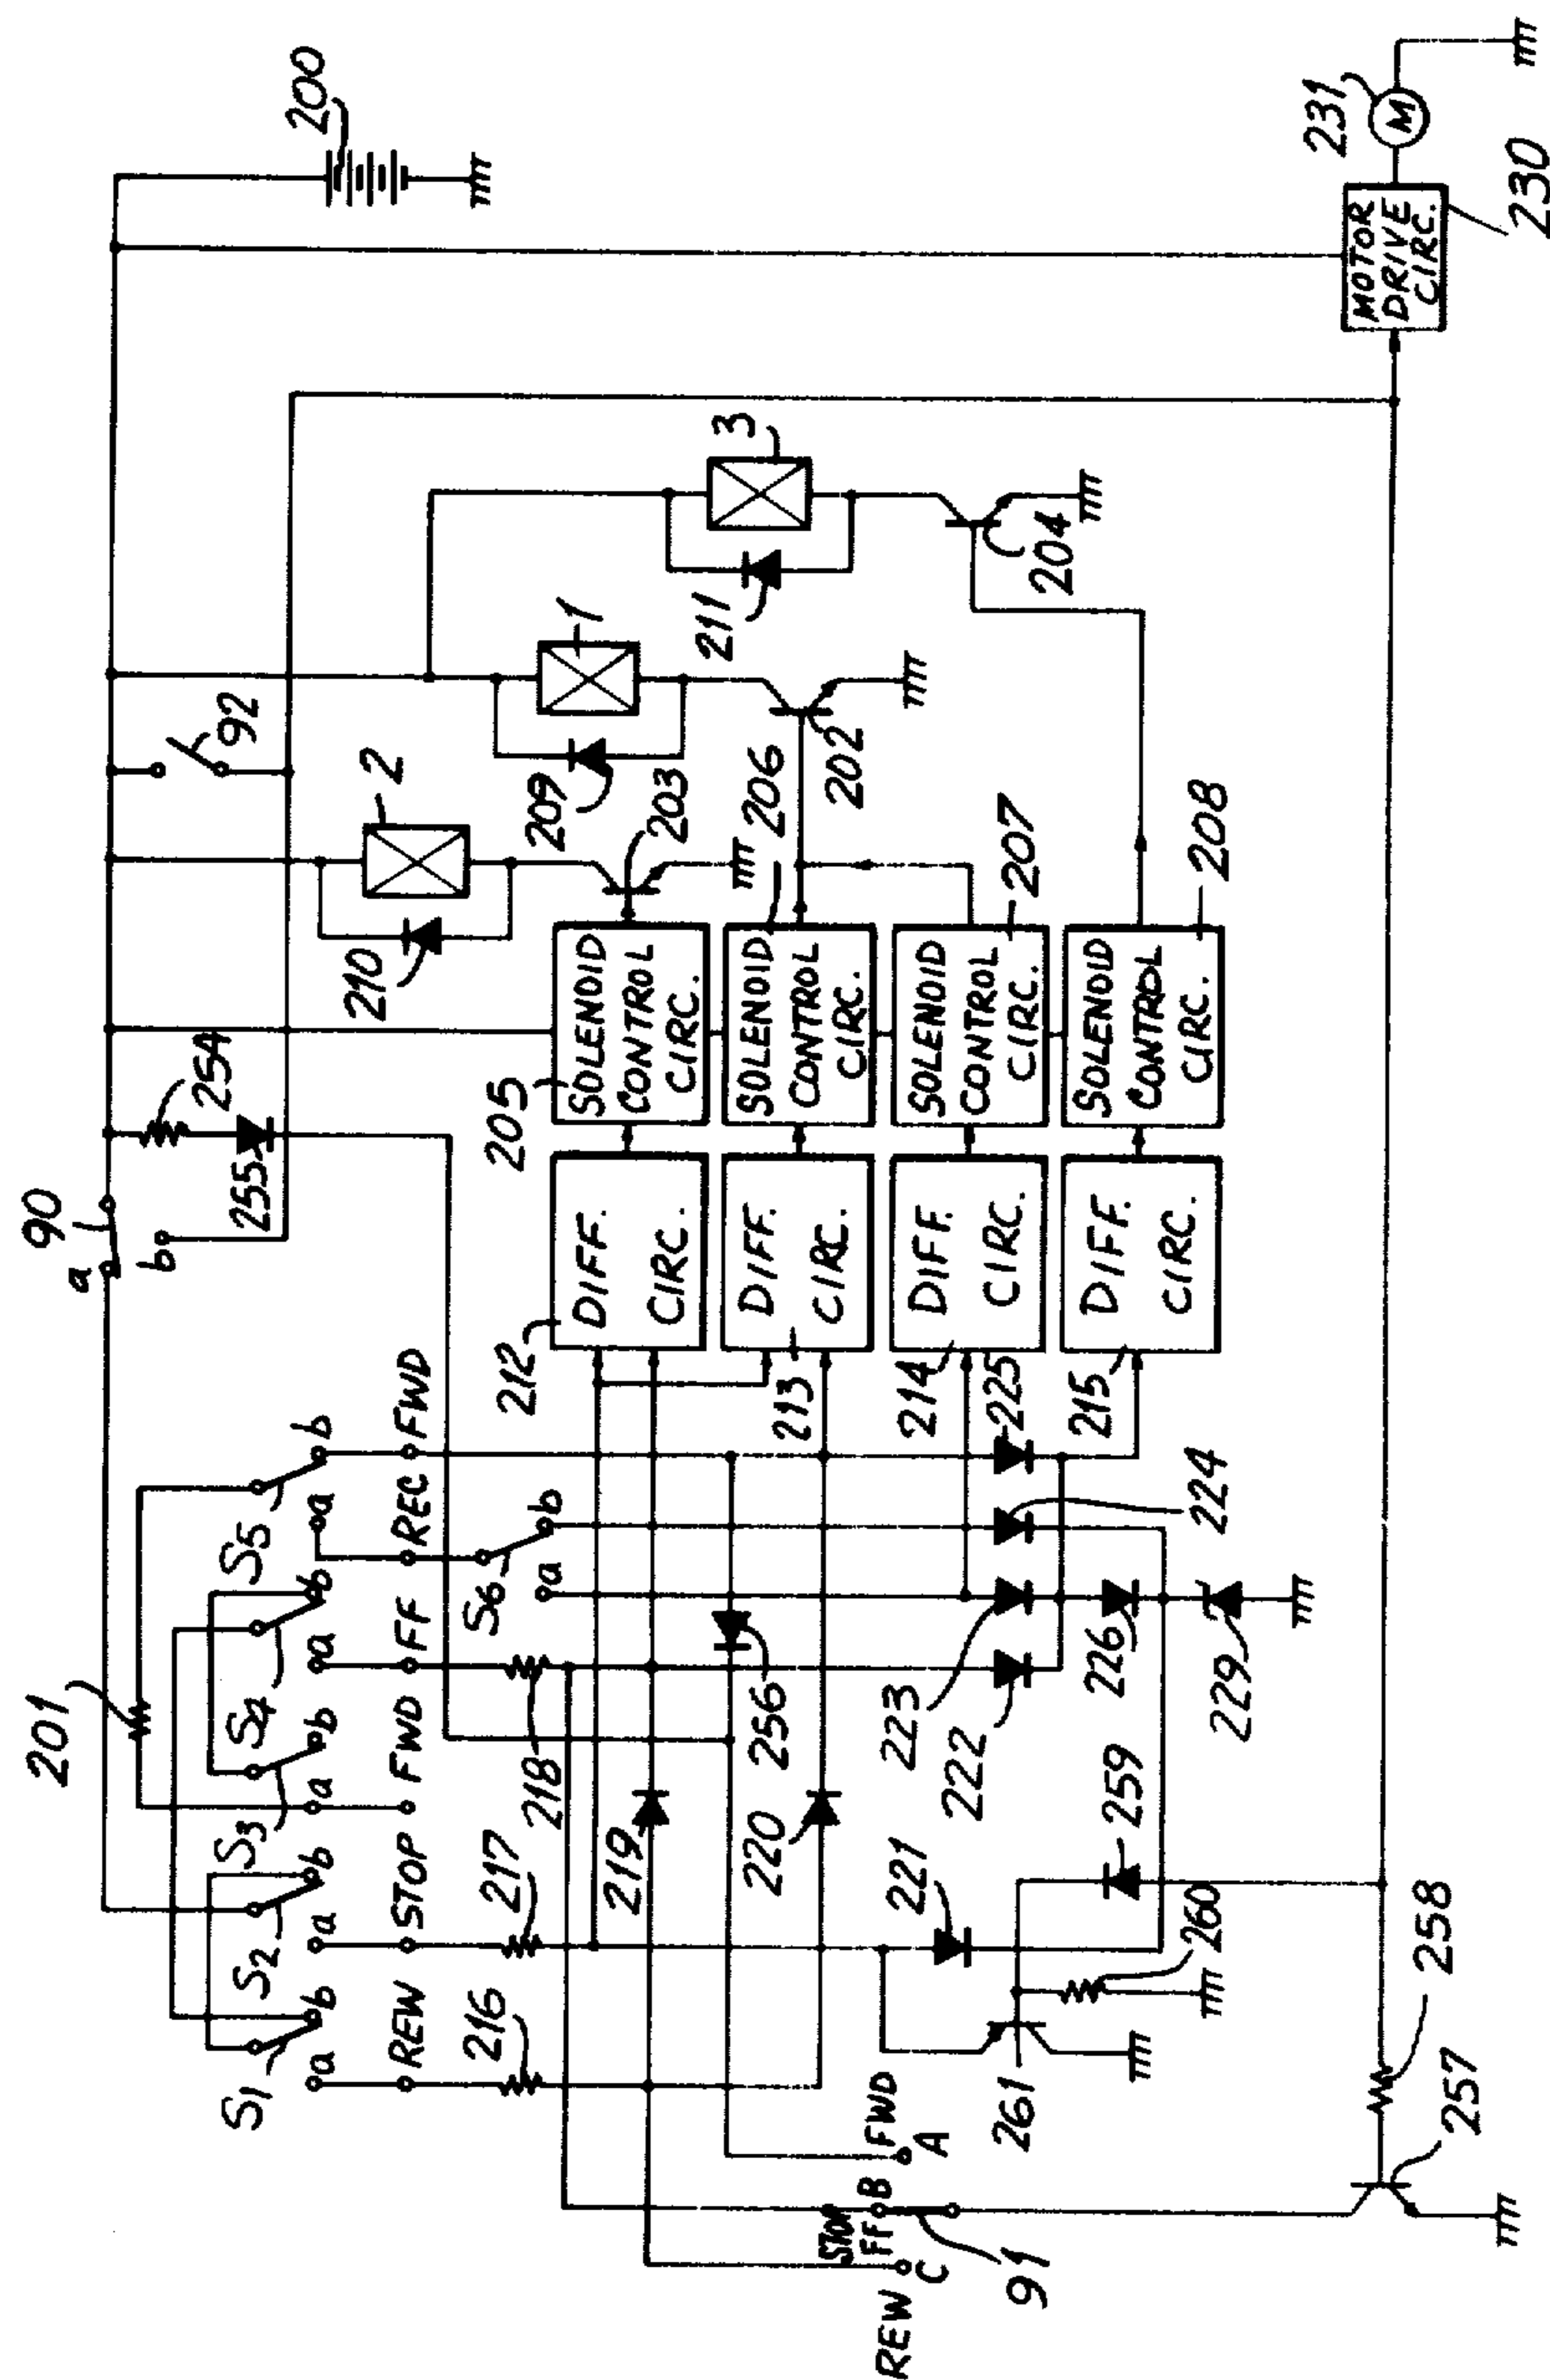 90
a
b
200
201
S1
S2
S3
S4
S5
a
b
a
b
a
b
a
b
a
b
254
255
92
REW
STOP
FWD
FF
REC
FWD
S6
a
b
2
210
1
209
3
211
216
217
218
212
DIFF.
CIRC.
205
SOLENOID
CONTROL
CIRC.
203
219
256
220
213
DIFF.
CIRC.
206
SOLENOID
CONTROL
CIRC.
202
214
DIFF.
CIRC.
207
SOLENOID
CONTROL
CIRC.
204
215
DIFF.
CIRC.
208
SOLENOID
CONTROL
CIRC.
221
222
223
224
225
226
229
259
260
261
REW
C
STOP
FF
B
FWD
A
91
258
257
MOTOR
DRIVE
CIRC.
230
M
231